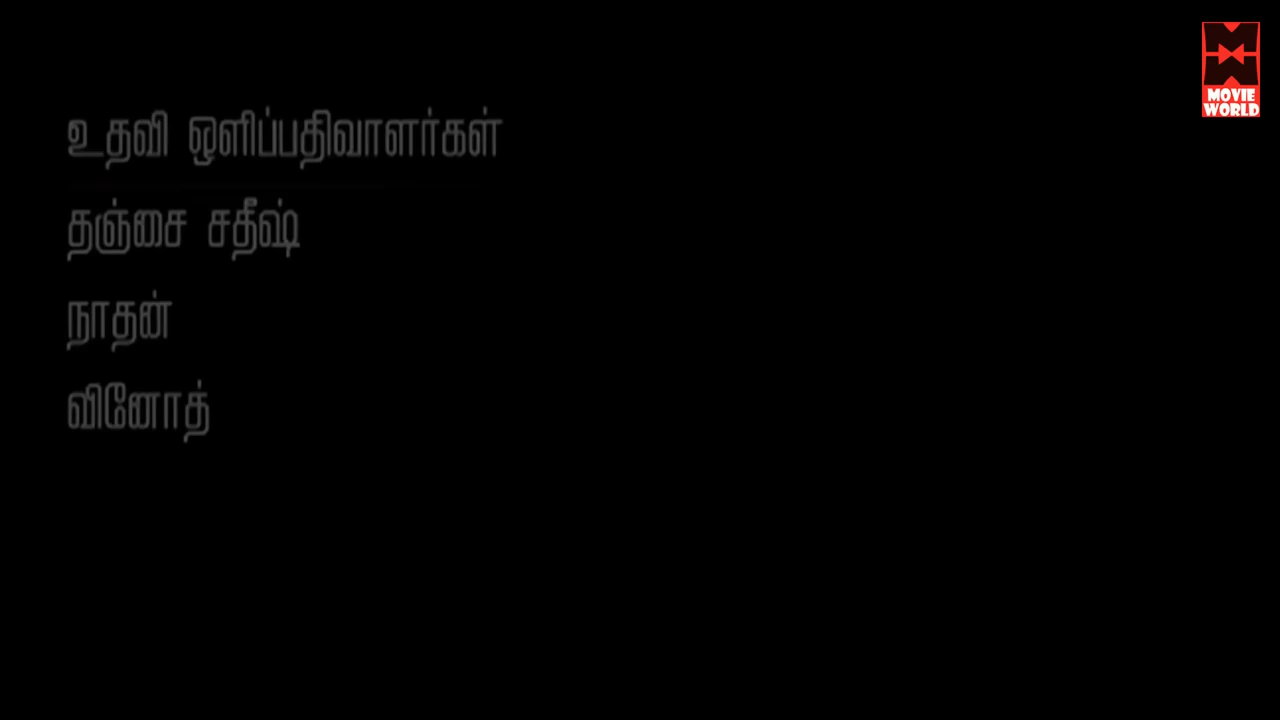 உதவி ஒளிப்பதிவாளர்கள்
தஞ்சை சதீஷ்
நாதன்
வினோத்
MOVIE
WORLD